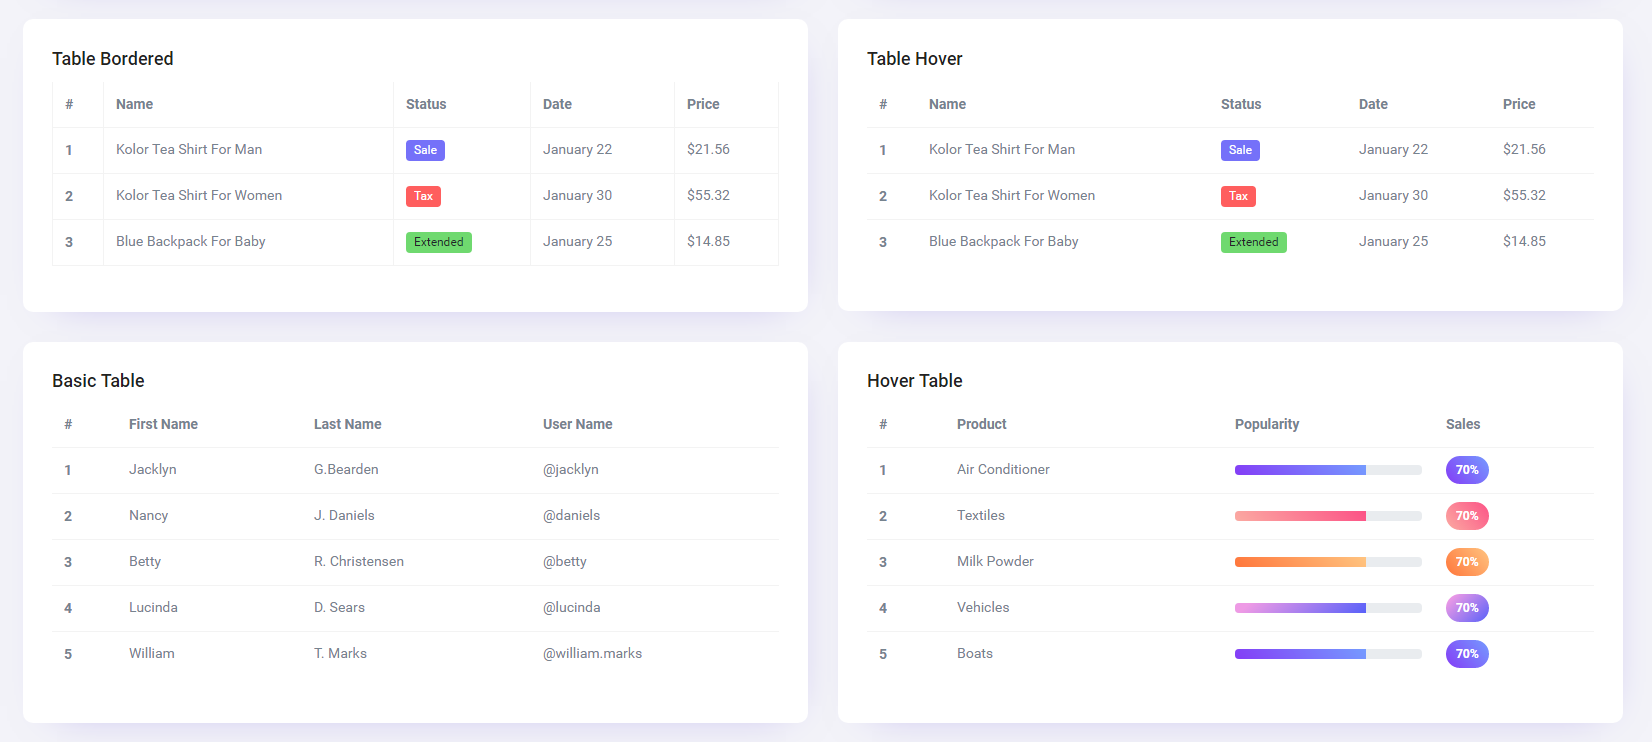 Table Bordered
# Name Status Date Price
1 Kolor Tea Shirt For Man Sale January 22 $21.56
2 Kolor Tea Shirt For Women Tax January 30 $55.32
3 Blue Backpack For Baby Extended January 25 $14.85
Table Hover
# Name Status Date Price
1 Kolor Tea Shirt For Man Sale January 22 $21.56
2 Kolor Tea Shirt For Women Tax January 30 $55.32
3 Blue Backpack For Baby Extended January 25 $14.85
Basic Table
# First Name Last Name User Name
1 Jacklyn G.Bearden @jacklyn
2 Nancy J. Daniels @daniels
3 Betty R. Christensen @betty
4 Lucinda D. Sears @lucinda
5 William T. Marks @william.marks
Hover Table
# Product Popularity Sales
1 Air Conditioner 70%
2 Textiles 70%
3 Milk Powder 70%
4 Vehicles 70%
5 Boats 70%